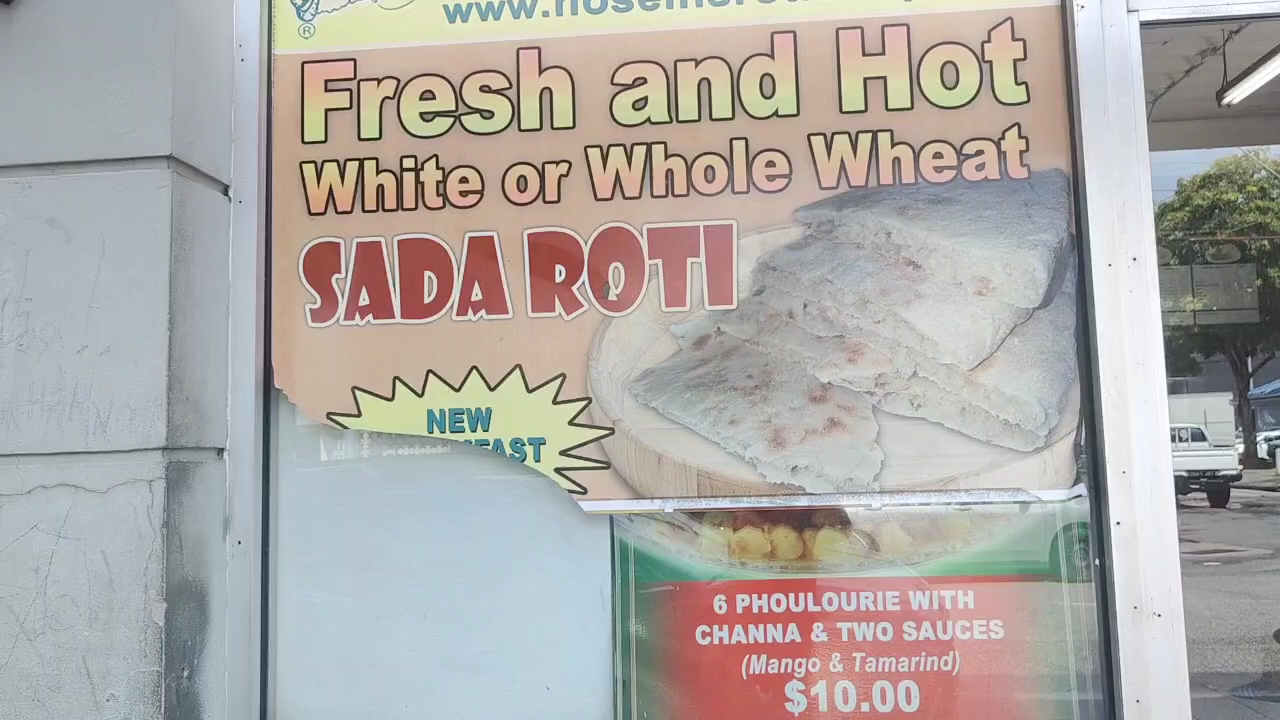 Fresh and Hot
White or Whole Wheat
SADA ROTI
NEW
6 PHOULOURIE WITH
CHANNA & TWO SAUCES
(Mango & Tamarind)
$10.00